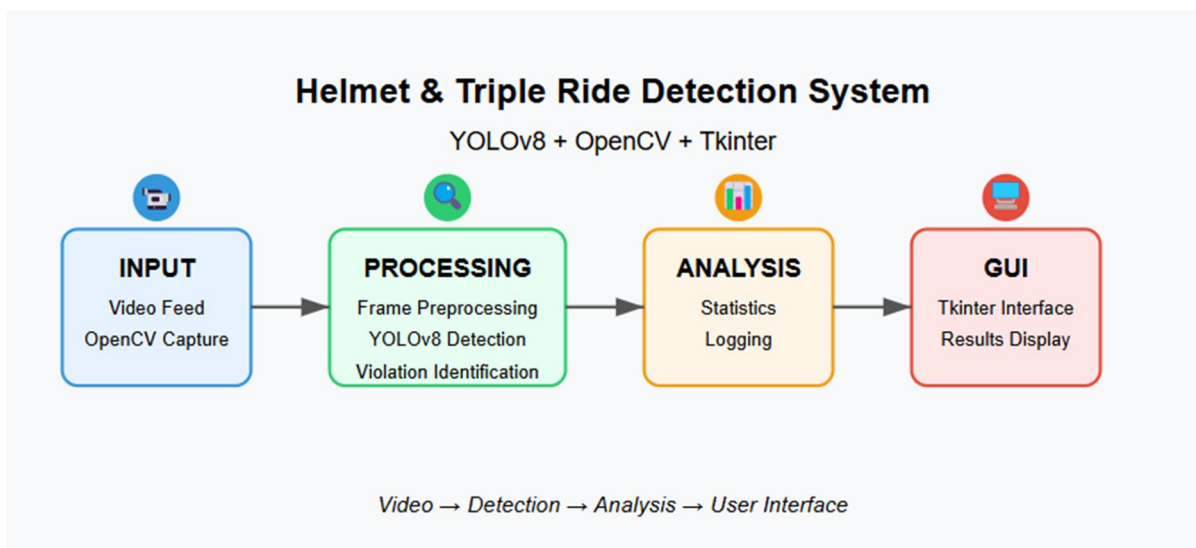 Helmet & Triple Ride Detection System
YOLOv8 + OpenCV + Tkinter
INPUT
Video Feed
OpenCV Capture
PROCESSING
Frame Preprocessing
YOLOv8 Detection
Violation Identification
ANALYSIS
Statistics
Logging
GUI
Tkinter Interface
Results Display
Video → Detection → Analysis → User Interface